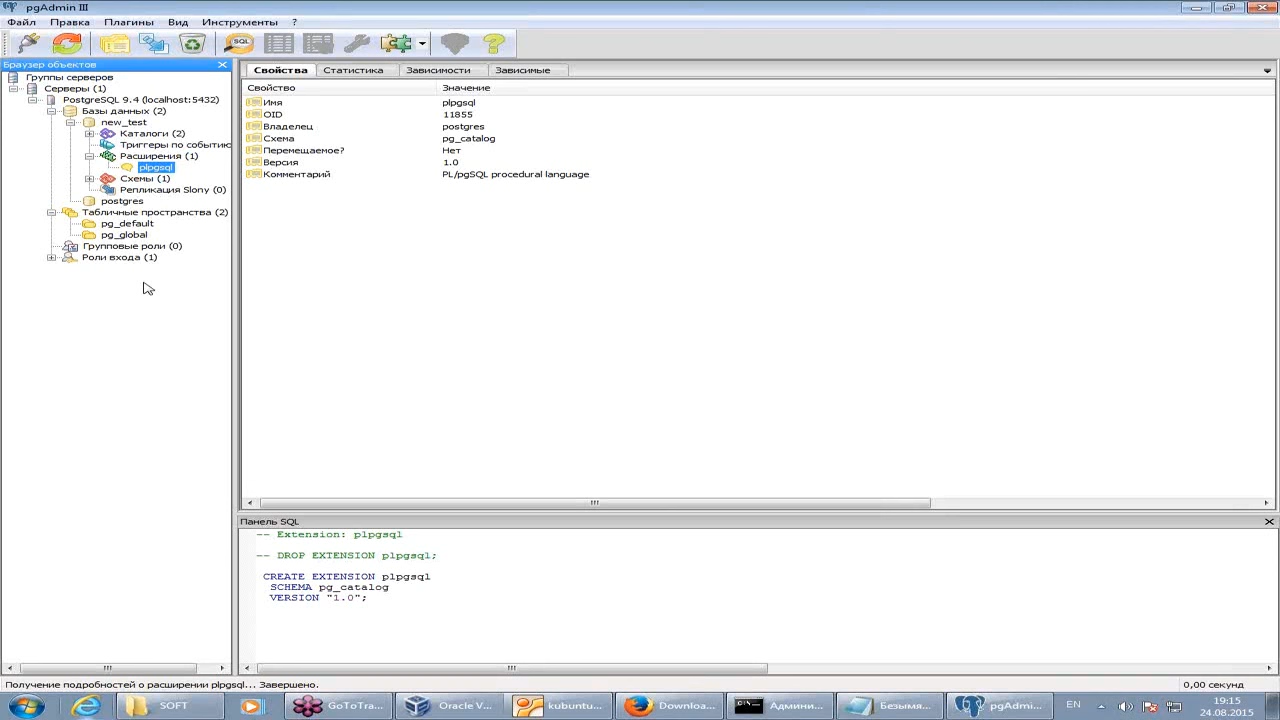 pgAdmin III
Файл Правка Плагины Вид Инструменты ?
SQL
Браузер объектов
Группы серверов
Серверы (1)
PostgreSQL 9.4 (localhost:5432)
Базы данных (2)
new_test
Каталоги (2)
Триггеры по событию
Расширения (1)
plpgsql
Схемы (1)
Репликация Slony (0)
postgres
Табличные пространства (2)
pg_default
pg_global
Групповые роли (0)
Роли входа (1)
Свойства Статистика Зависимости Зависимые
Свойство Значение
Имя plpgsql
OID 11855
Владелец postgres
Схема pg_catalog
Перемещаемое? Нет
Версия 1.0
Комментарий PL/pgSQL procedural language
Панель SQL
-- Extension: plpgsql
-- DROP EXTENSION plpgsql;
CREATE EXTENSION plpgsql
SCHEMA pg_catalog
VERSION "1.0";
Получение подробностей о расширении plpgsql... Завершено. 0,00 секунд
SOFT GoToTra... Oracle V... kubuntu... Downloa... Админи... Безымя... pgAdmi... EN 19:15
24.08.2015